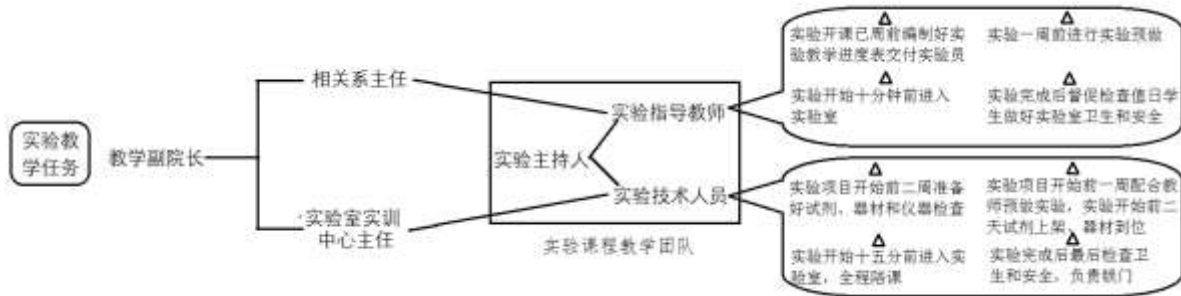 实验教
学任务
教学副院长
相关系主任
实验室实训
中心主任
实验主持人
实验指导教师
实验技术人员
实验课程教学团队
实验开课已周前编制好实
验教学进度表交付实验员
实验一周前进行实验预做
实验开始十分钟前进入
实验室
实验完成后督促检查值日学
生做好实验室卫生和安全
实验项目开始前二周准备
好试剂、器材和仪器检查
实验项目开始前一周配合教
师预做实验，实验开始前二
天试剂上架、器材到位
实验开始十五分前进入实
验室，全程陪课
实验完成后最后检查卫
生和安全，负责锁门